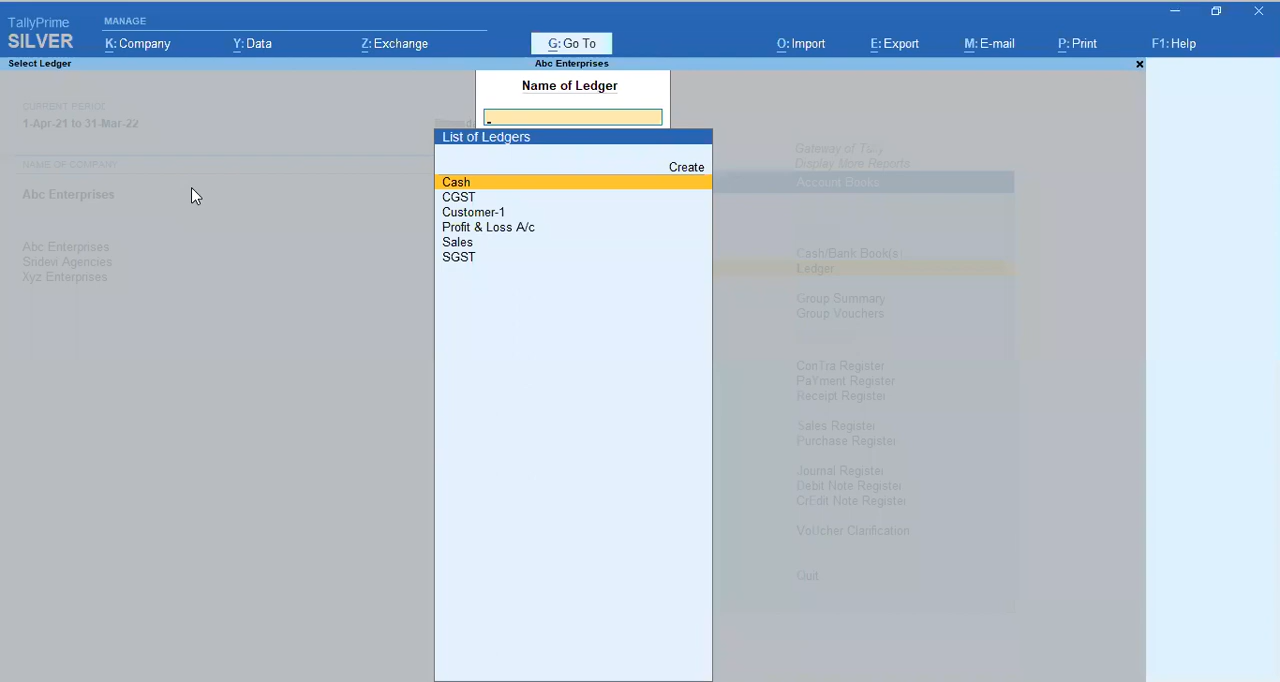 TallyPrime
SILVER
MANAGE
K: Company
Y: Data
Z: Exchange
G: Go To
O: Import
E: Export
M: E-mail
P: Print
F1: Help
Select Ledger
Abc Enterprises
Name of Ledger
List of Ledgers
Create
Cash
CGST
Customer-1
Profit & Loss A/c
Sales
SGST
CURRENT PERIOD
1-Apr-21 to 31-Mar-22
NAME OF COMPANY
Abc Enterprises
Abc Enterprises
Sridevi Agencies
Xyz Enterprises
Gateway of
Display More Reports
Account Books
Cash/Bank Book(s
Ledger
Group Summary
Group Vouchers
ConTra Register
PaYment Register
Receipt Register
Sales Register
Purchase Register
Journal Register
Debit Note Register
CrEdit Note Register
VoUcher Clarification
Quit